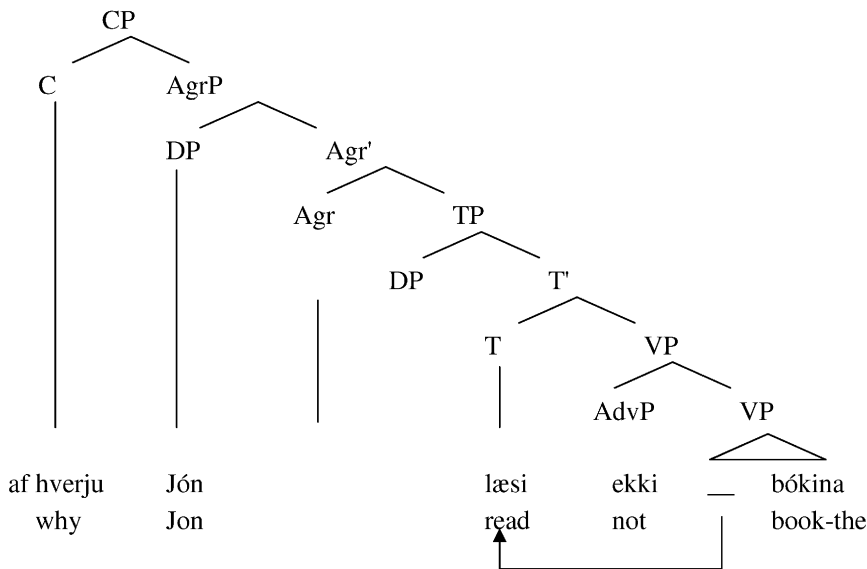 CP
C AgrP
DP Agr'
Agr TP
DP T'
T VP
AdvP VP
af hverju Jón læsi ekki __ bókina
why Jon read not book-the